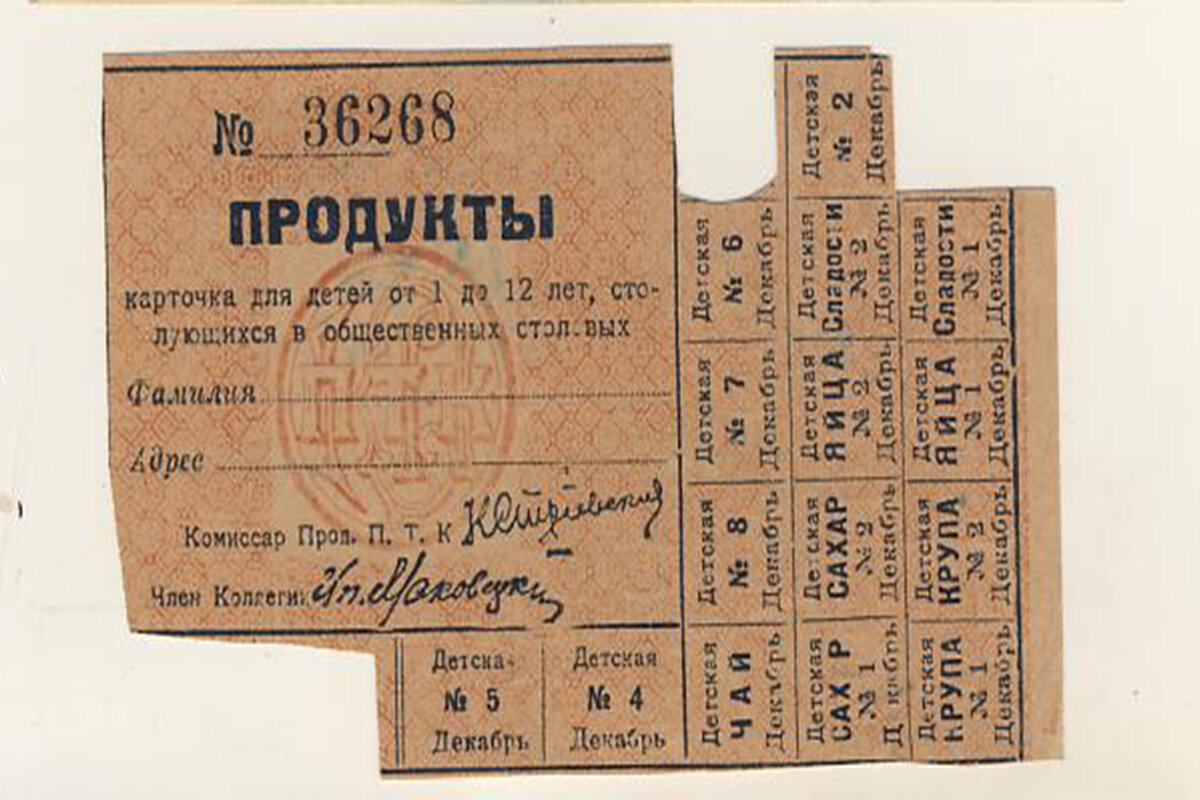 № 36268
ПРОДУКТЫ
карточка для детей от 1 до 12 лет, сто-
лующихся в общественных столовых
Фамилия
Адрес
Комиссар Прод. П. Т. К
Член Коллегии
ПТК
Детская
№ 5
Декабрь
Детская
№ 4
Декабрь
Детская
№ 6
Декабрь
Детская
№ 7
Декабрь
Детская
№ 8
Декабрь
Детская
ЧАЙ
Декабрь
Детская
№ 2
Декабрь
Детская
Сладости
№ 2
Декабрь
Детская
ЯЙЦА
№ 2
Декабрь
Детская
САХАР
№ 2
Декабрь
Детская
САХ Р
№ 1
Д кабрь
Детская
Сладости
№ 1
Декабрь
Детская
ЯЙЦА
№ 1
Декабрь
Детская
КРУПА
№ 2
Декабрь
Детская
КРУПА
№ 1
Декабрь